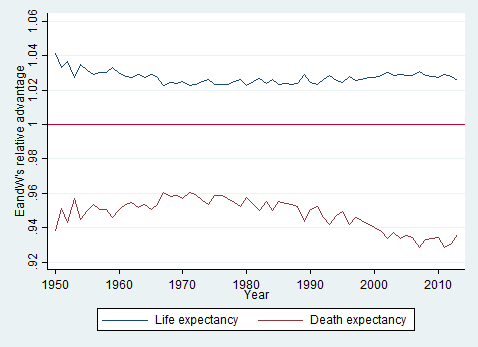 EandW's relative advantage
1.06
1.04
1.02
1
.98
.96
.94
.92
1950 1960 1970 1980 1990 2000 2010
Year
Life expectancy Death expectancy